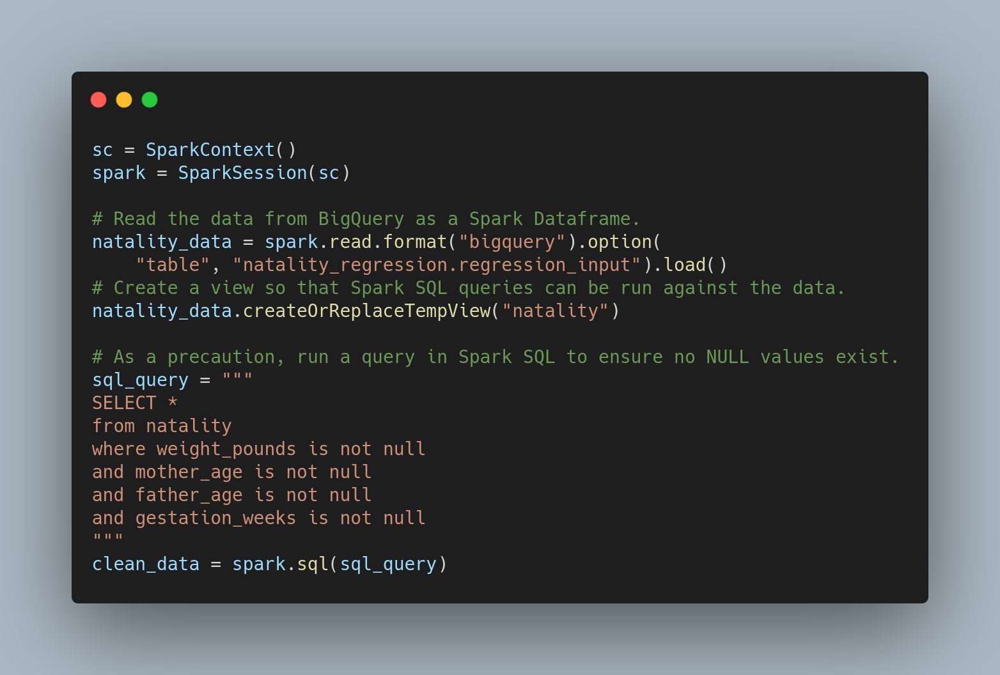 sc = SparkContext()
spark = SparkSession(sc)

# Read the data from BigQuery as a Spark Dataframe.
natality_data = spark.read.format("bigquery").option(
    "table", "natality_regression.regression_input").load()
# Create a view so that Spark SQL queries can be run against the data.
natality_data.createOrReplaceTempView("natality")

# As a precaution, run a query in Spark SQL to ensure no NULL values exist.
sql_query = """
SELECT *
from natality
where weight_pounds is not null
and mother_age is not null
and father_age is not null
and gestation_weeks is not null
"""
clean_data = spark.sql(sql_query)